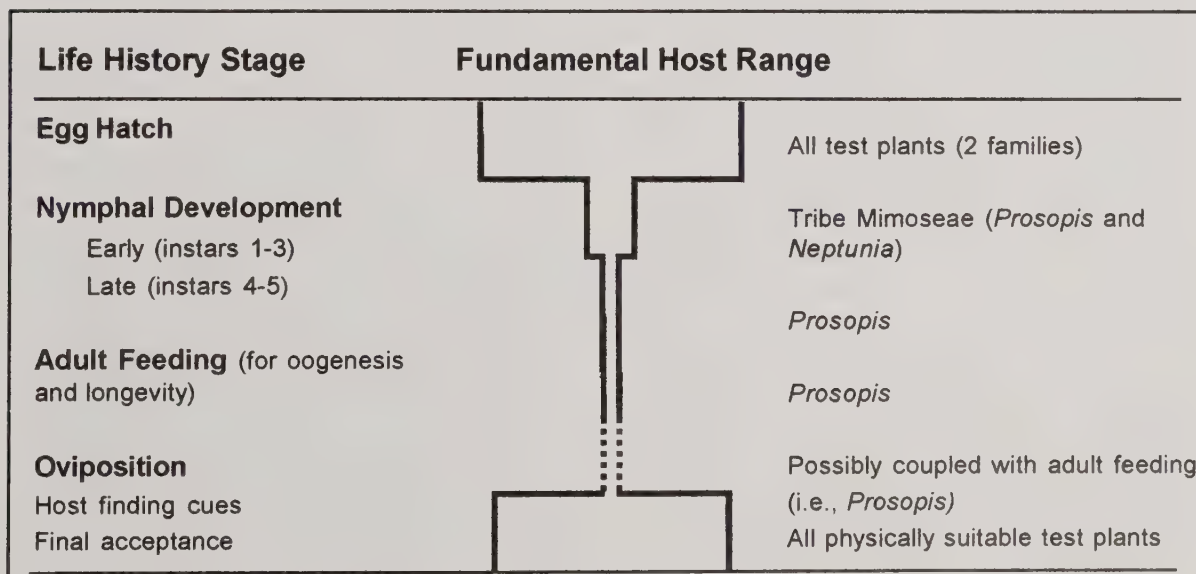 Life History Stage Fundamental Host Range
Egg Hatch
All test plants (2 families)
Nymphal Development
Early (instars 1-3)
Late (instars 4-5)
Tribe Mimoseae (Prosopis and
Neptunia)
Prosopis
Adult Feeding (for oogenesis
and longevity)
Prosopis
Oviposition
Host finding cues
Final acceptance
Possibly coupled with adult feeding
(i.e., Prosopis)
All physically suitable test plants